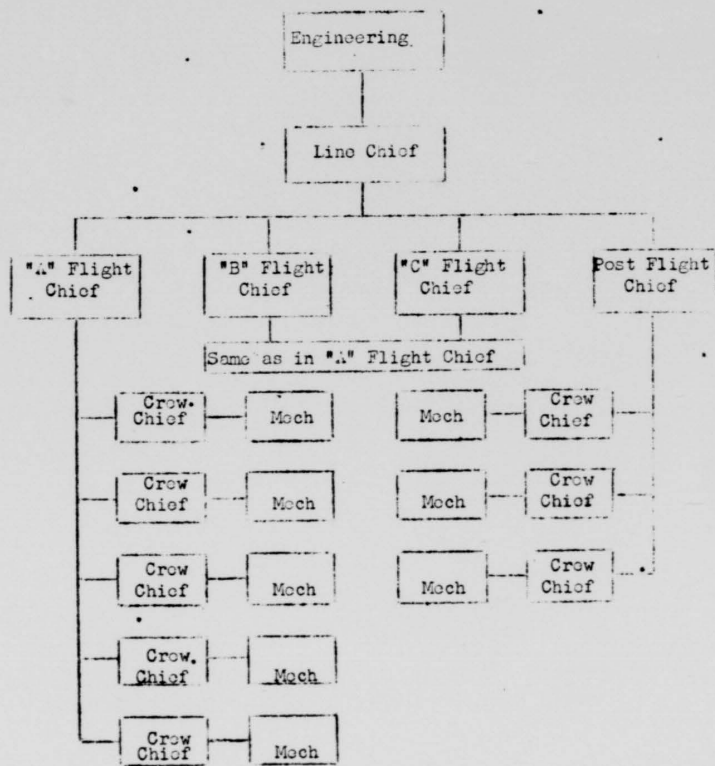 Engineering
Line Chief
"A" Flight
Chief
"B" Flight
Chief
"C" Flight
Chief
Post Flight
Chief
Same as in "A" Flight Chief
Crew
Chief
Mech
Mech
Crew
Chief
Crew
Chief
Mech
Mech
Crew
Chief
Crew
Chief
Mech
Mech
Crew
Chief
Crew
Chief
Mech
Crew
Chief
Mech